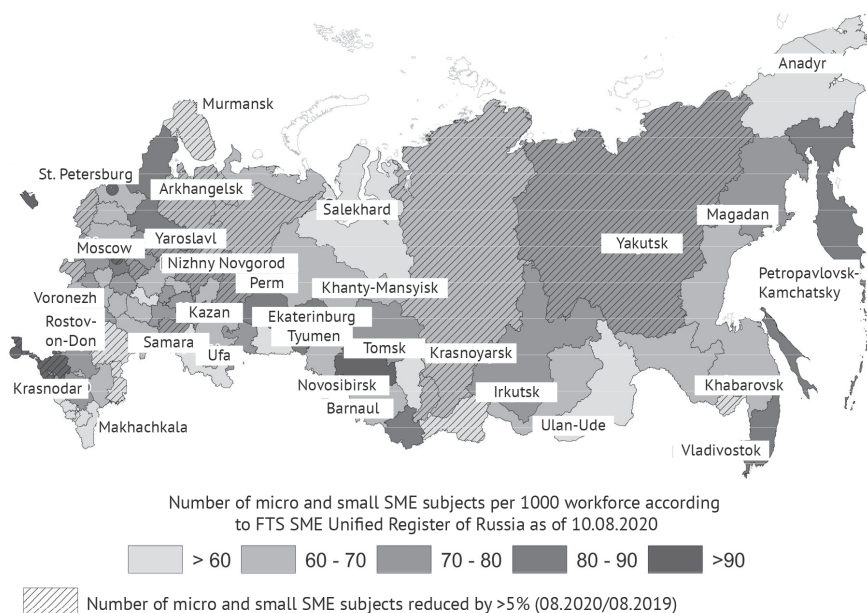 Anadyr
Murmansk
St. Petersburg
Arkhangelsk
Salekhard
Magadan
Moscow
Yaroslavl
Yakutsk
Nizhny Novgorod
Perm
Petropavlovsk-
Kamchatsky
Khanty-Mansyisk
Voronezh
Kazan
Ekaterinburg
Rostov-
on-Don
Tyumen
Samara
Ufa
Tomsk
Krasnoyarsk
Krasnodar
Novosibirsk
Irkutsk
Khabarovsk
Barnaul
Makhachkala
Ulan-Ude
Vladivostok
Number of micro and small SME subjects per 1000 workforce according
to FTS SME Unified Register of Russia as of 10.08.2020
> 60
60 - 70
70 - 80
80 - 90
>90
Number of micro and small SME subjects reduced by >5% (08.2020/08.2019)